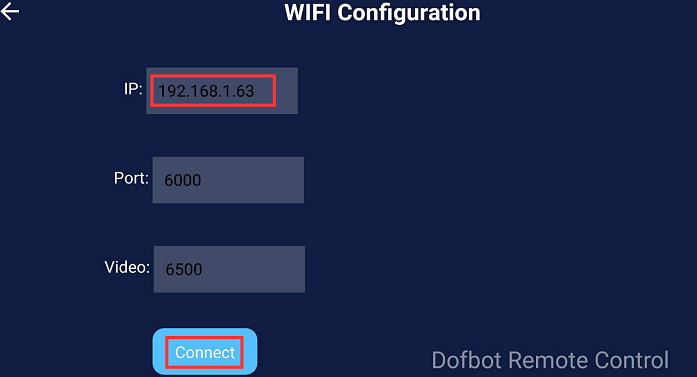 WIFI Configuration
IP: 192.168.1.63
Port: 6000
Video: 6500
Connect
Dofbot Remote Control